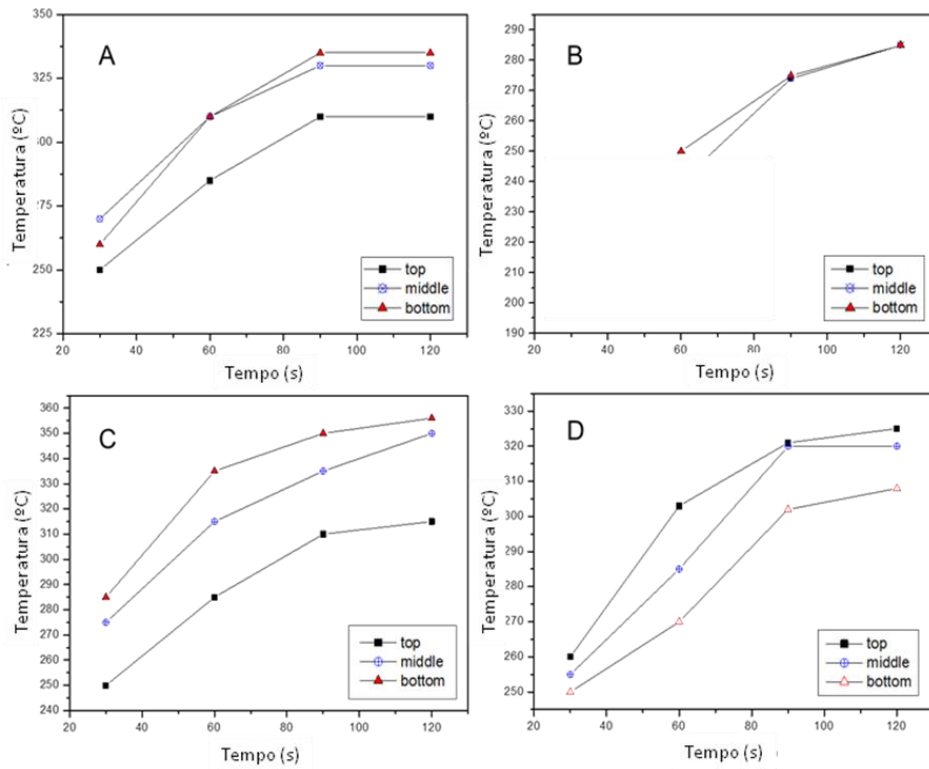 A
350
325
300
275
250
225
20 40 60 80 100 120
Temperatura (ºC)
Tempo (s)
top
middle
bottom
B
295
290
280
270
260
250
240
230
220
210
200
190
20 40 60 80 100 120
Temperatura (ºC)
Tempo (s)
top
middle
bottom
C
360
350
340
330
320
310
300
290
280
270
260
250
240
20 40 60 80 100 120
Temperatura (ºC)
Tempo (s)
top
middle
bottom
D
330
320
310
300
290
280
270
260
250
20 40 60 80 100 120
Temperatura (ºC)
Tempo (s)
top
middle
bottom